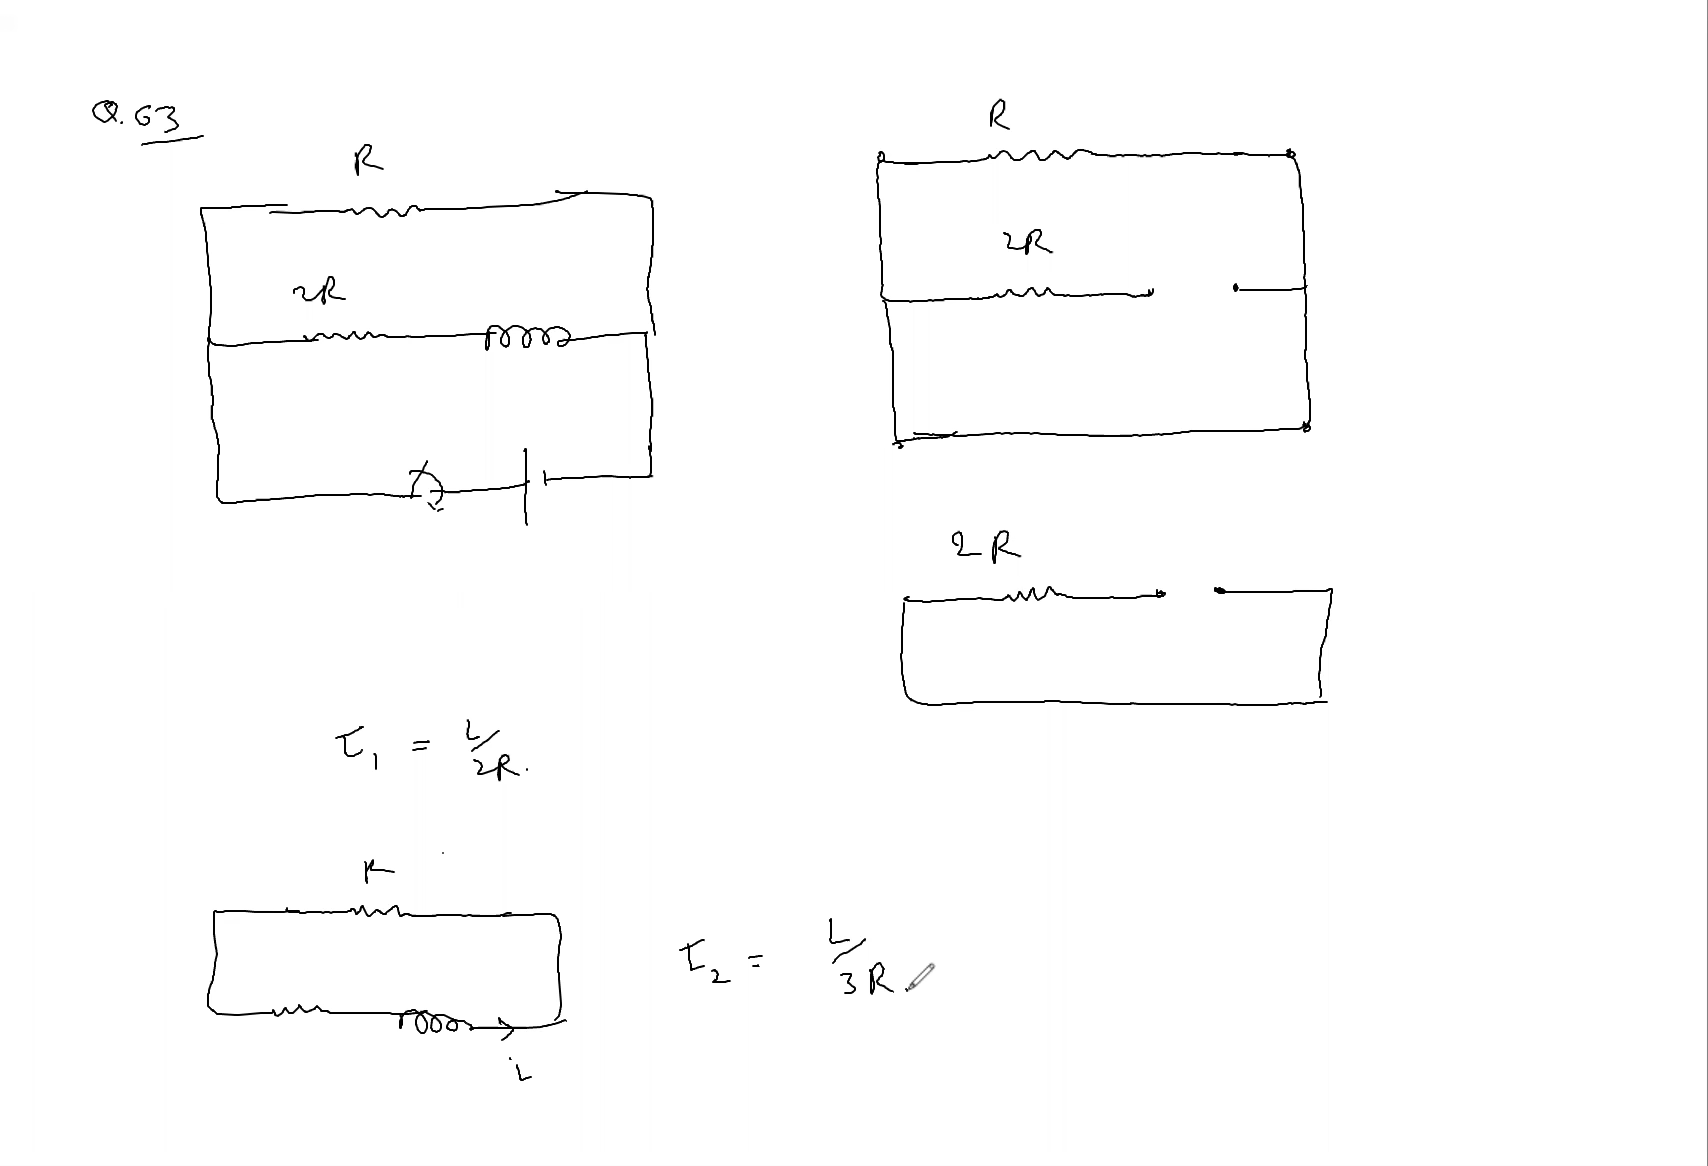 Q. 63
R
2R
R
2R
2R
τ₁ = L/2R.
R
i
τ₂ = L/3R